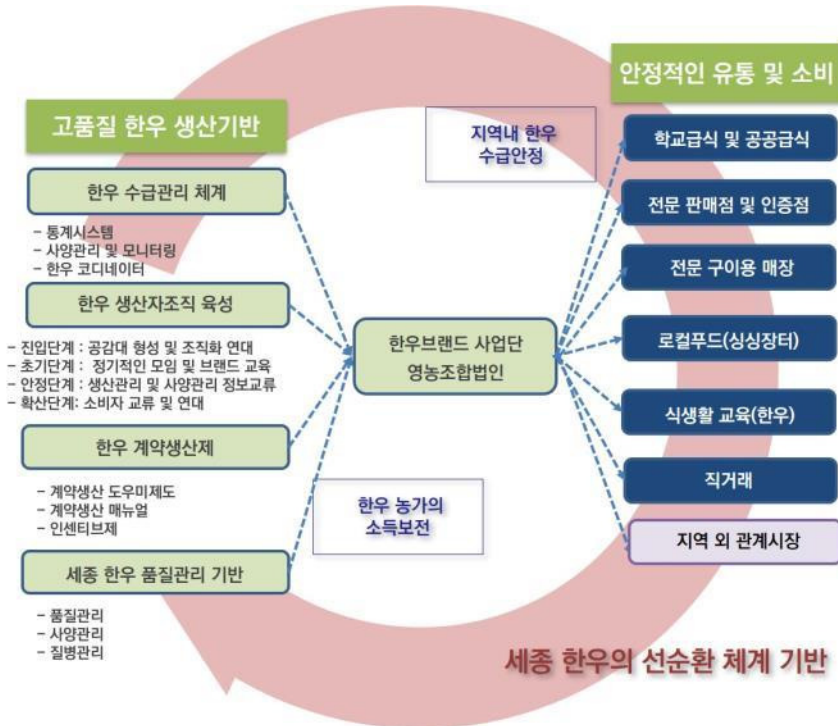 고품질 한우 생산기반
한우 수급관리 체계
- 통계시스템
- 사양관리 및 모니터링
- 한우 코디네이터
한우 생산자조직 육성
- 진입단계 : 공감대 형성 및 조직화 연대
- 초기단계 : 정기적인 모임 및 브랜드 교육
- 안정단계 : 생산관리 및 사양관리 정보교류
- 확산단계: 소비자 교류 및 연대
한우 계약생산제
- 계약생산 도우미제도
- 계약생산 매뉴얼
- 인센티브제
세종 한우 품질관리 기반
- 품질관리
- 사양관리
- 질병관리
지역내 한우
수급안정
한우브랜드 사업단
영농조합법인
한우 농가의
소득보전
안정적인 유통 및 소비
학교급식 및 공공급식
전문 판매점 및 인증점
전문 구이용 매장
로컬푸드(싱싱장터)
식생활 교육(한우)
직거래
지역 외 관계시장
세종 한우의 선순환 체계 기반